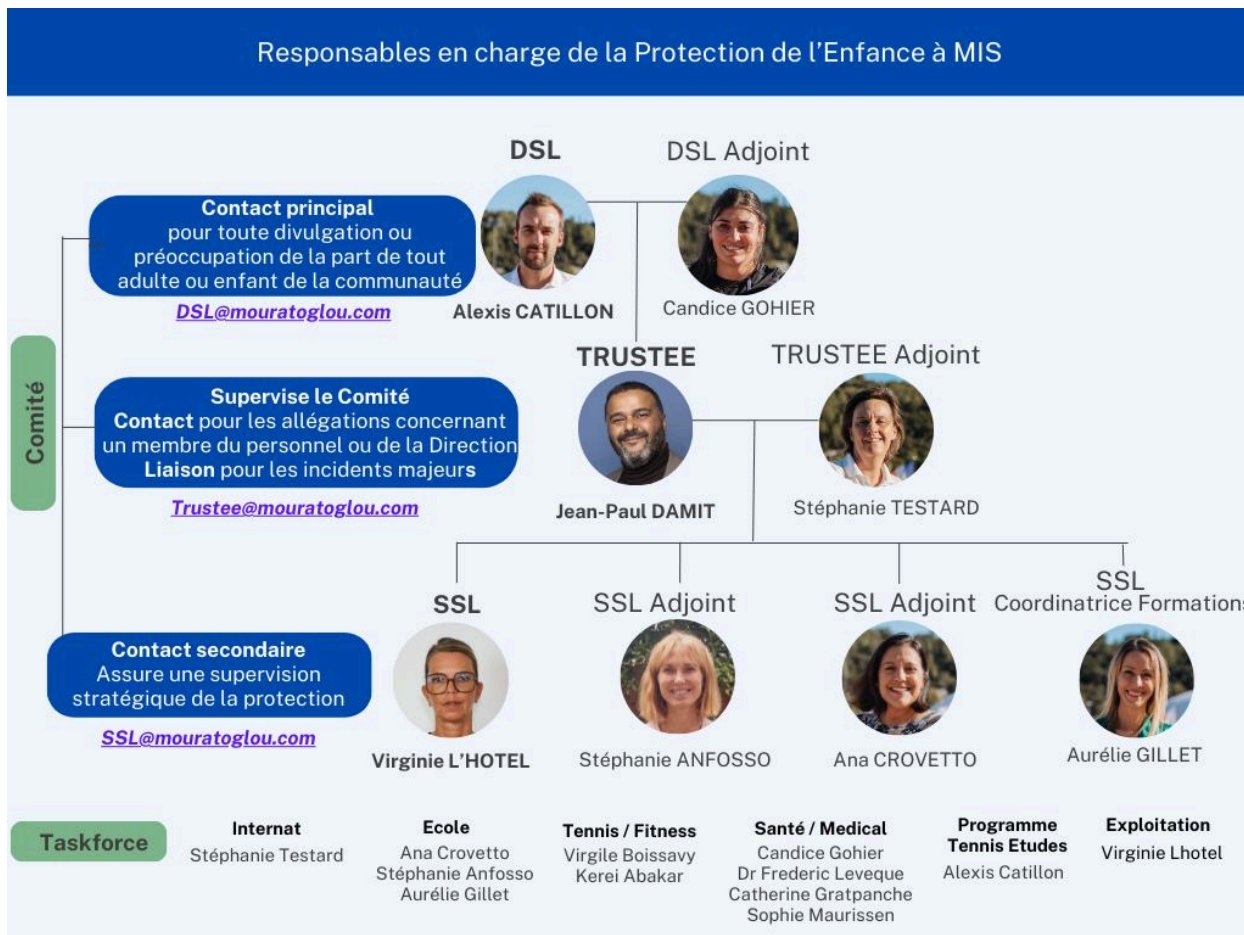 Responsables en charge de la Protection de l'Enfance à MIS
DSL
DSL Adjoint
Contact principal
pour toute divulgation ou
préoccupation de la part de tout
adulte ou enfant de la communauté
DSL@mouratoglou.com
Alexis CATILLON
Candice GOHIER
Comité
TRUSTEE
TRUSTEE Adjoint
Supervise le Comité
Contact pour les allégations concernant
un membre du personnel ou de la Direction
Liaison pour les incidents majeurs
Trustee@mouratoglou.com
Jean-Paul DAMIT
Stéphanie TESTARD
SSL
SSL Adjoint
SSL Adjoint
SSL
Coordinatrice Formations
Contact secondaire
Assure une supervision
stratégique de la protection
SSL@mouratoglou.com
Virginie L'HOTEL
Stéphanie ANFOSSO
Ana CROVETTO
Aurélie GILLET
Taskforce
Internat
Stéphanie Testard
Ecole
Ana Crovetto
Stéphanie Anfosso
Aurélie Gillet
Tennis / Fitness
Virgile Boissavy
Kerei Abakar
Santé / Medical
Candice Gohier
Dr Frederic Leveque
Catherine Gratpanche
Sophie Maurissen
Programme
Tennis Etudes
Alexis Catillon
Exploitation
Virginie Lhotel